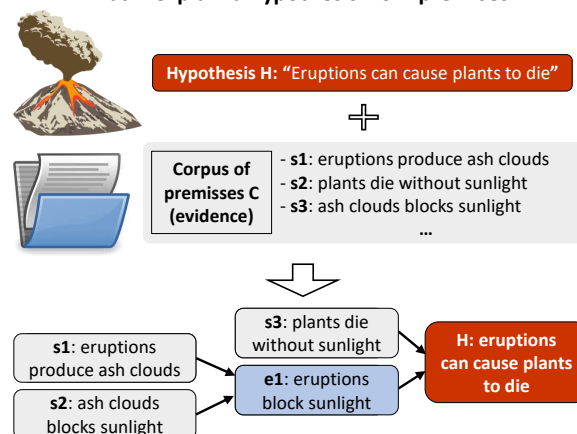 Hypothesis H: “Eruptions can cause plants to die”
Corpus of
premisses C
(evidence)
- s1: eruptions produce ash clouds
- s2: plants die without sunlight
- s3: ash clouds blocks sunlight
...
s1: eruptions
produce ash clouds
s2: ash clouds
blocks sunlight
s3: plants die
without sunlight
e1: eruptions
block sunlight
H: eruptions
can cause plants
to die